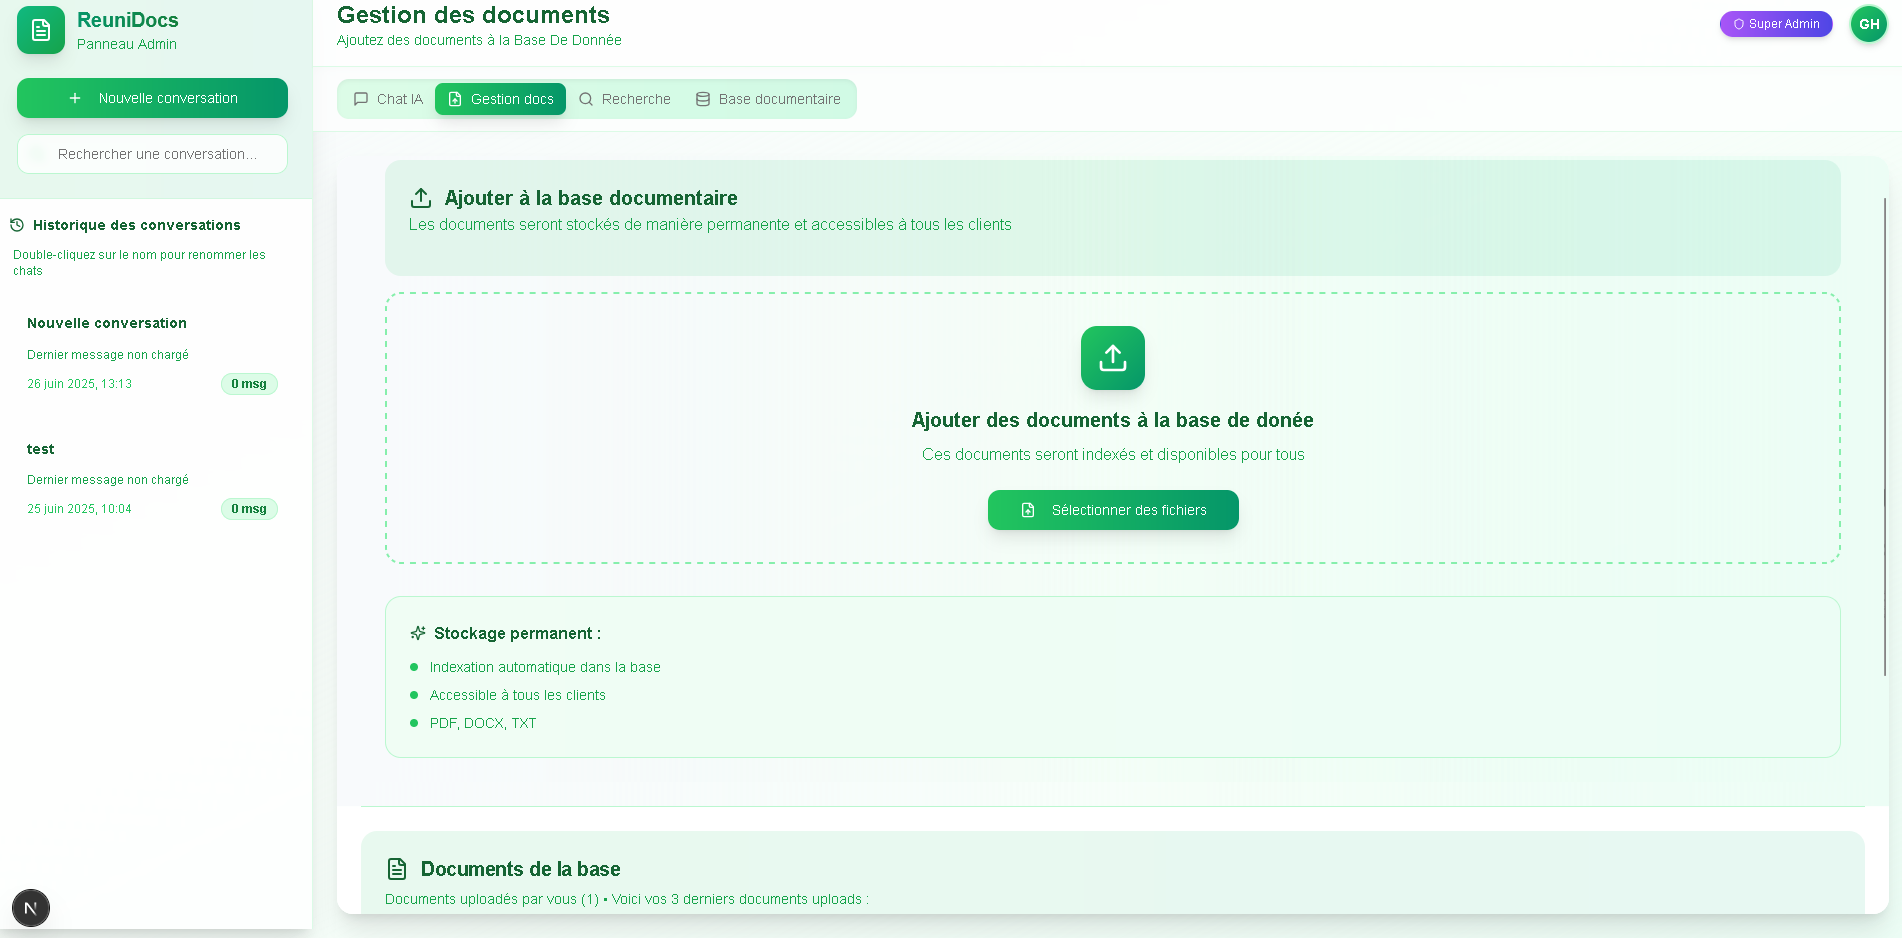 ReuniDocs
Panneau Admin
Nouvelle conversation
Rechercher une conversation...
Historique des conversations
Double-cliquez sur le nom pour renommer les
chats
Nouvelle conversation
Dernier message non chargé
26 juin 2025, 13:13
0 msg
test
Dernier message non chargé
25 juin 2025, 10:04
0 msg
N
Gestion des documents
Ajoutez des documents à la Base De Donnée
Super Admin
GH
Chat IA
Gestion docs
Recherche
Base documentaire
Ajouter à la base documentaire
Les documents seront stockés de manière permanente et accessibles à tous les clients
Ajouter des documents à la base de donée
Ces documents seront indexés et disponibles pour tous
Sélectionner des fichiers
Stockage permanent :
Indexation automatique dans la base
Accessible à tous les clients
PDF, DOCX, TXT
Documents de la base
Documents uploadés par vous (1) • Voici vos 3 derniers documents uploads :